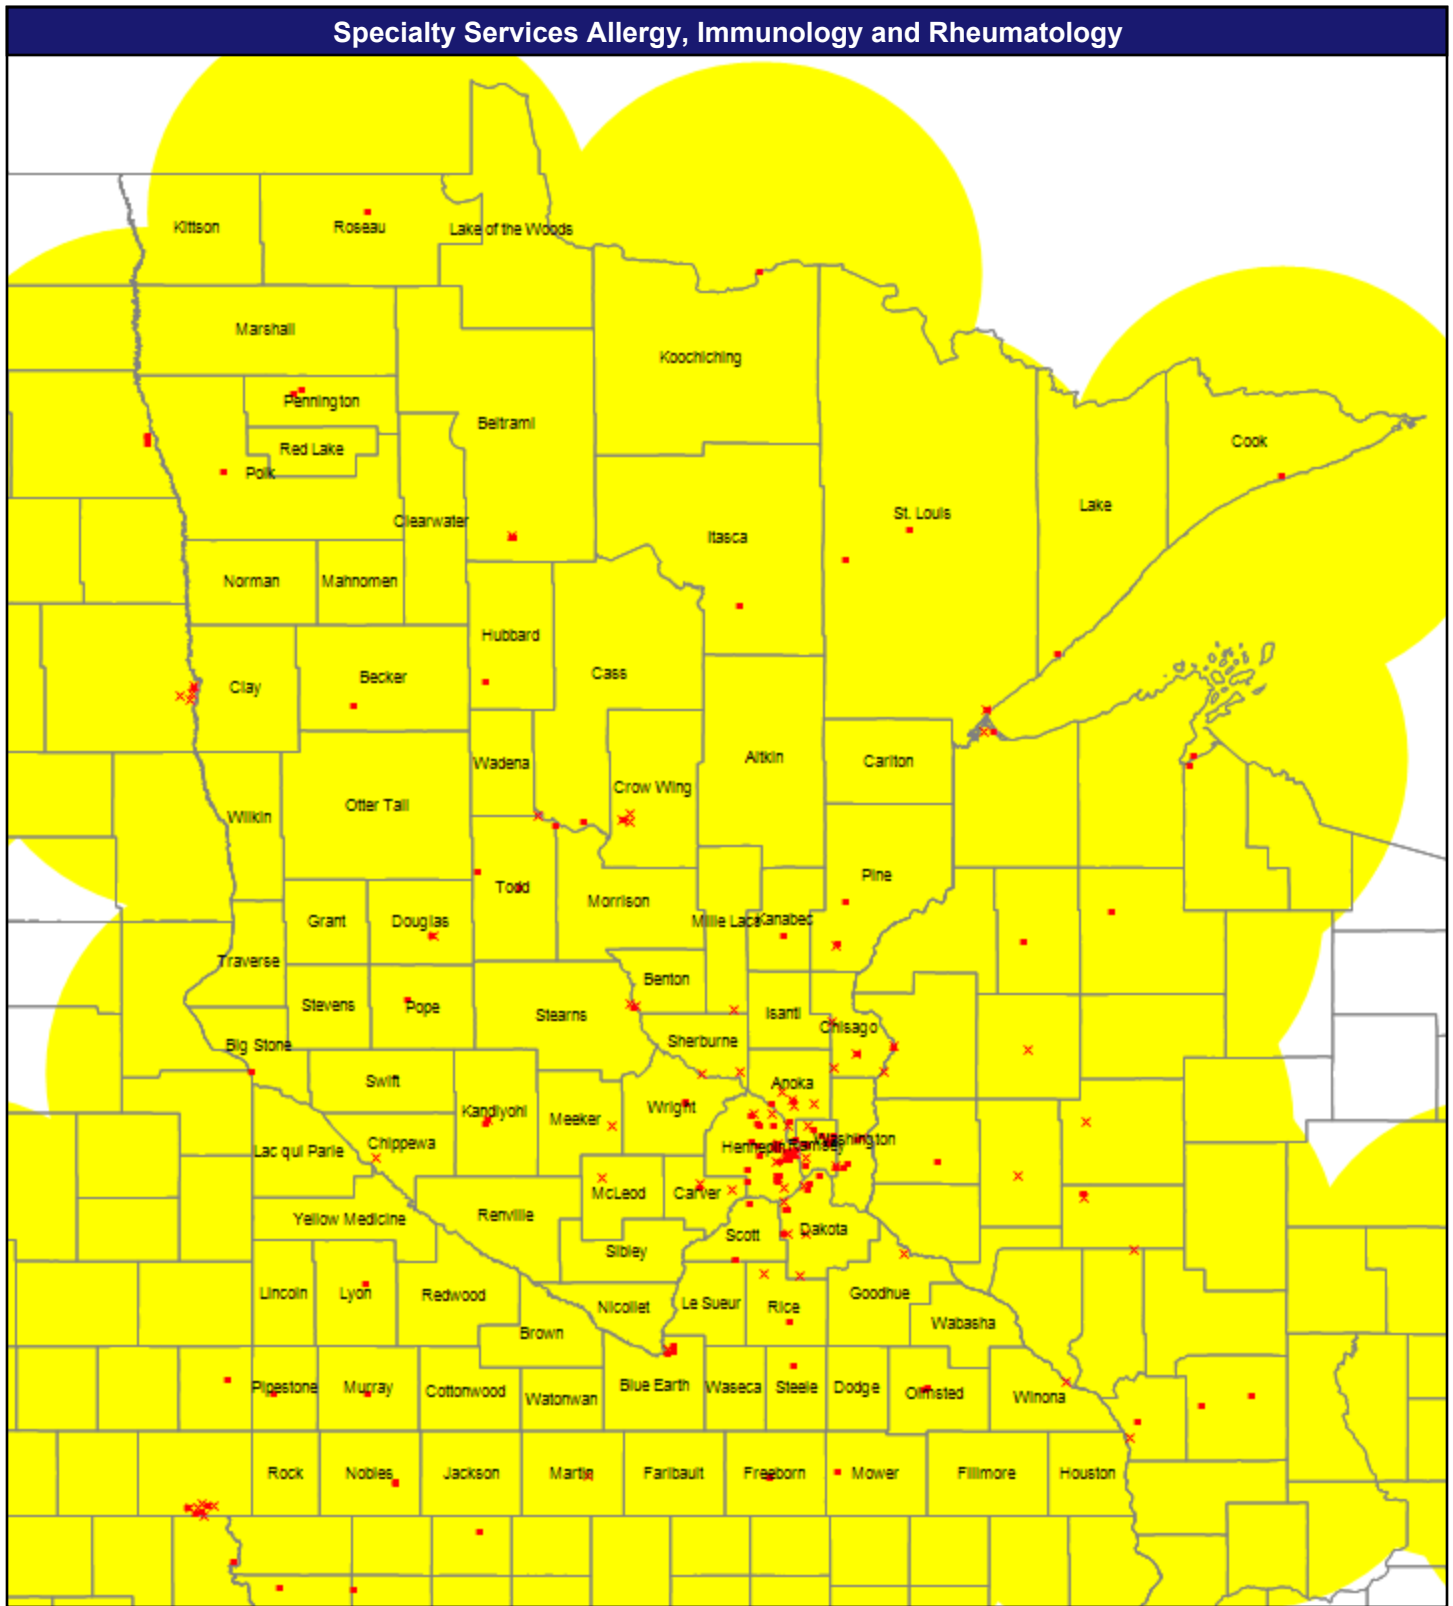 Specialty Services Allergy, Immunology and Rheumatology
Kittson
Roseau
Lake of the Woods
Marshall
Koochiching
Pennington
Beltrami
Red Lake
Cook
Polk
Lake
St. Louis
Clearwater
Itasca
Norman
Mahnomen
Hubbard
Cass
Becker
Clay
Aitkin
Carlton
Wadena
Crow Wing
Otter Tail
Wilkin
Pine
Todd
Morrison
Grant
Douglas
Mille Lacs
Kanabec
Traverse
Benton
Stevens
Pope
Stearns
Isanti
Chisago
Sherburne
Big Stone
Swift
Anoka
Kandiyohi
Meeker
Wright
Washington
Hennepin
Ramsey
Lac qui Parle
Chippewa
McLeod
Carver
Renville
Yellow Medicine
Dakota
Scott
Sibley
Lincoln
Lyon
Redwood
Goodhue
Nicollet
Le Sueur
Rice
Wabasha
Brown
Pipestone
Murray
Cottonwood
Watonwan
Blue Earth
Waseca
Steele
Dodge
Olmsted
Winona
Rock
Nobles
Jackson
Martin
Faribault
Freeborn
Mower
Fillmore
Houston